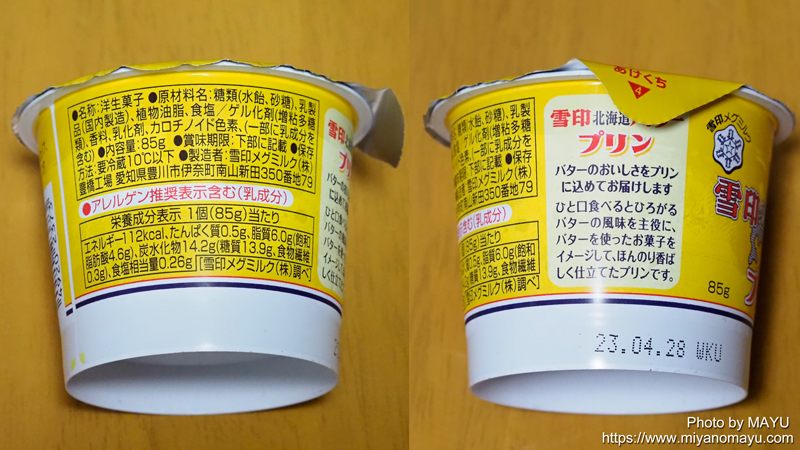 ●名称:洋生菓子 ●原材料名:糖類(水飴、砂糖)、乳製
品(国内製造)、植物油脂、食塩/ゲル化剤(増粘多糖
類)、香料、乳化剤、カロチノイド色素、(一部に乳成分を
含む) ●内容量:85g ●賞味期限:下部に記載 ●保存
方法:要冷蔵10℃以下 ●製造者:雪印メグミルク(株)
豊橋工場 愛知県豊川市伊奈町南山新田350番地79
●アレルゲン推奨表示含む(乳成分)
栄養成分表示 1個(85g)当たり
エネルギー112kcal、たんぱく質0.5g、脂質6.0g(飽和
脂肪酸4.6g)、炭水化物14.2g(糖質13.9g、食物繊維
0.3g)、食塩相当量0.26g [雪印メグミルク(株)調べ]
あけくち
4
雪印 北海道
プリン
バターのおいしさをプリン
に込めてお届けします
ひと口食べるとひろがる
バターの風味を主役に、
バターを使ったお菓子を
イメージして、ほんのり香ば
しく仕立てたプリンです。
雪印メグミルク
雪印
85g
23.04.28 WKU
Photo by MAYU
https://www.miyanomayu.com/